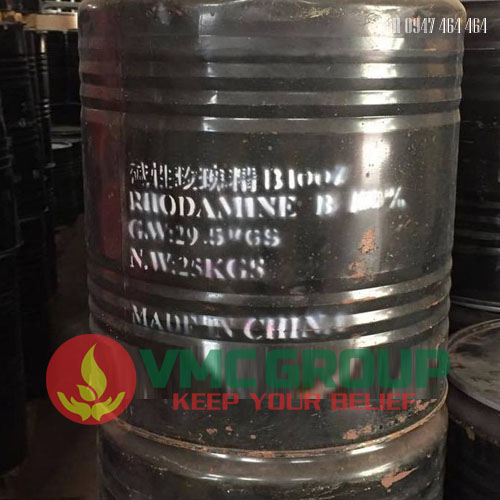 0947 464 464
碱性玫瑰精B100%
RHODAMINE B 100%
G.W:29.5KGS
N.W:25KGS
MADE IN CHINA
VMC GROUP
KEEP YOUR BELIEF